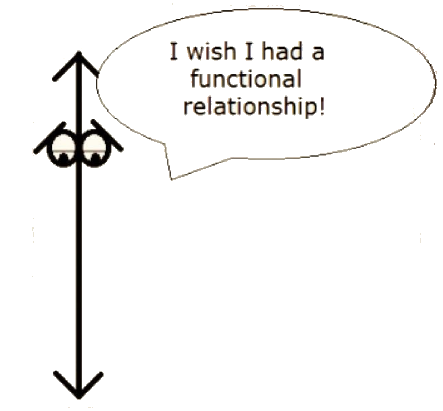 I wish I had a
functional
relationship!